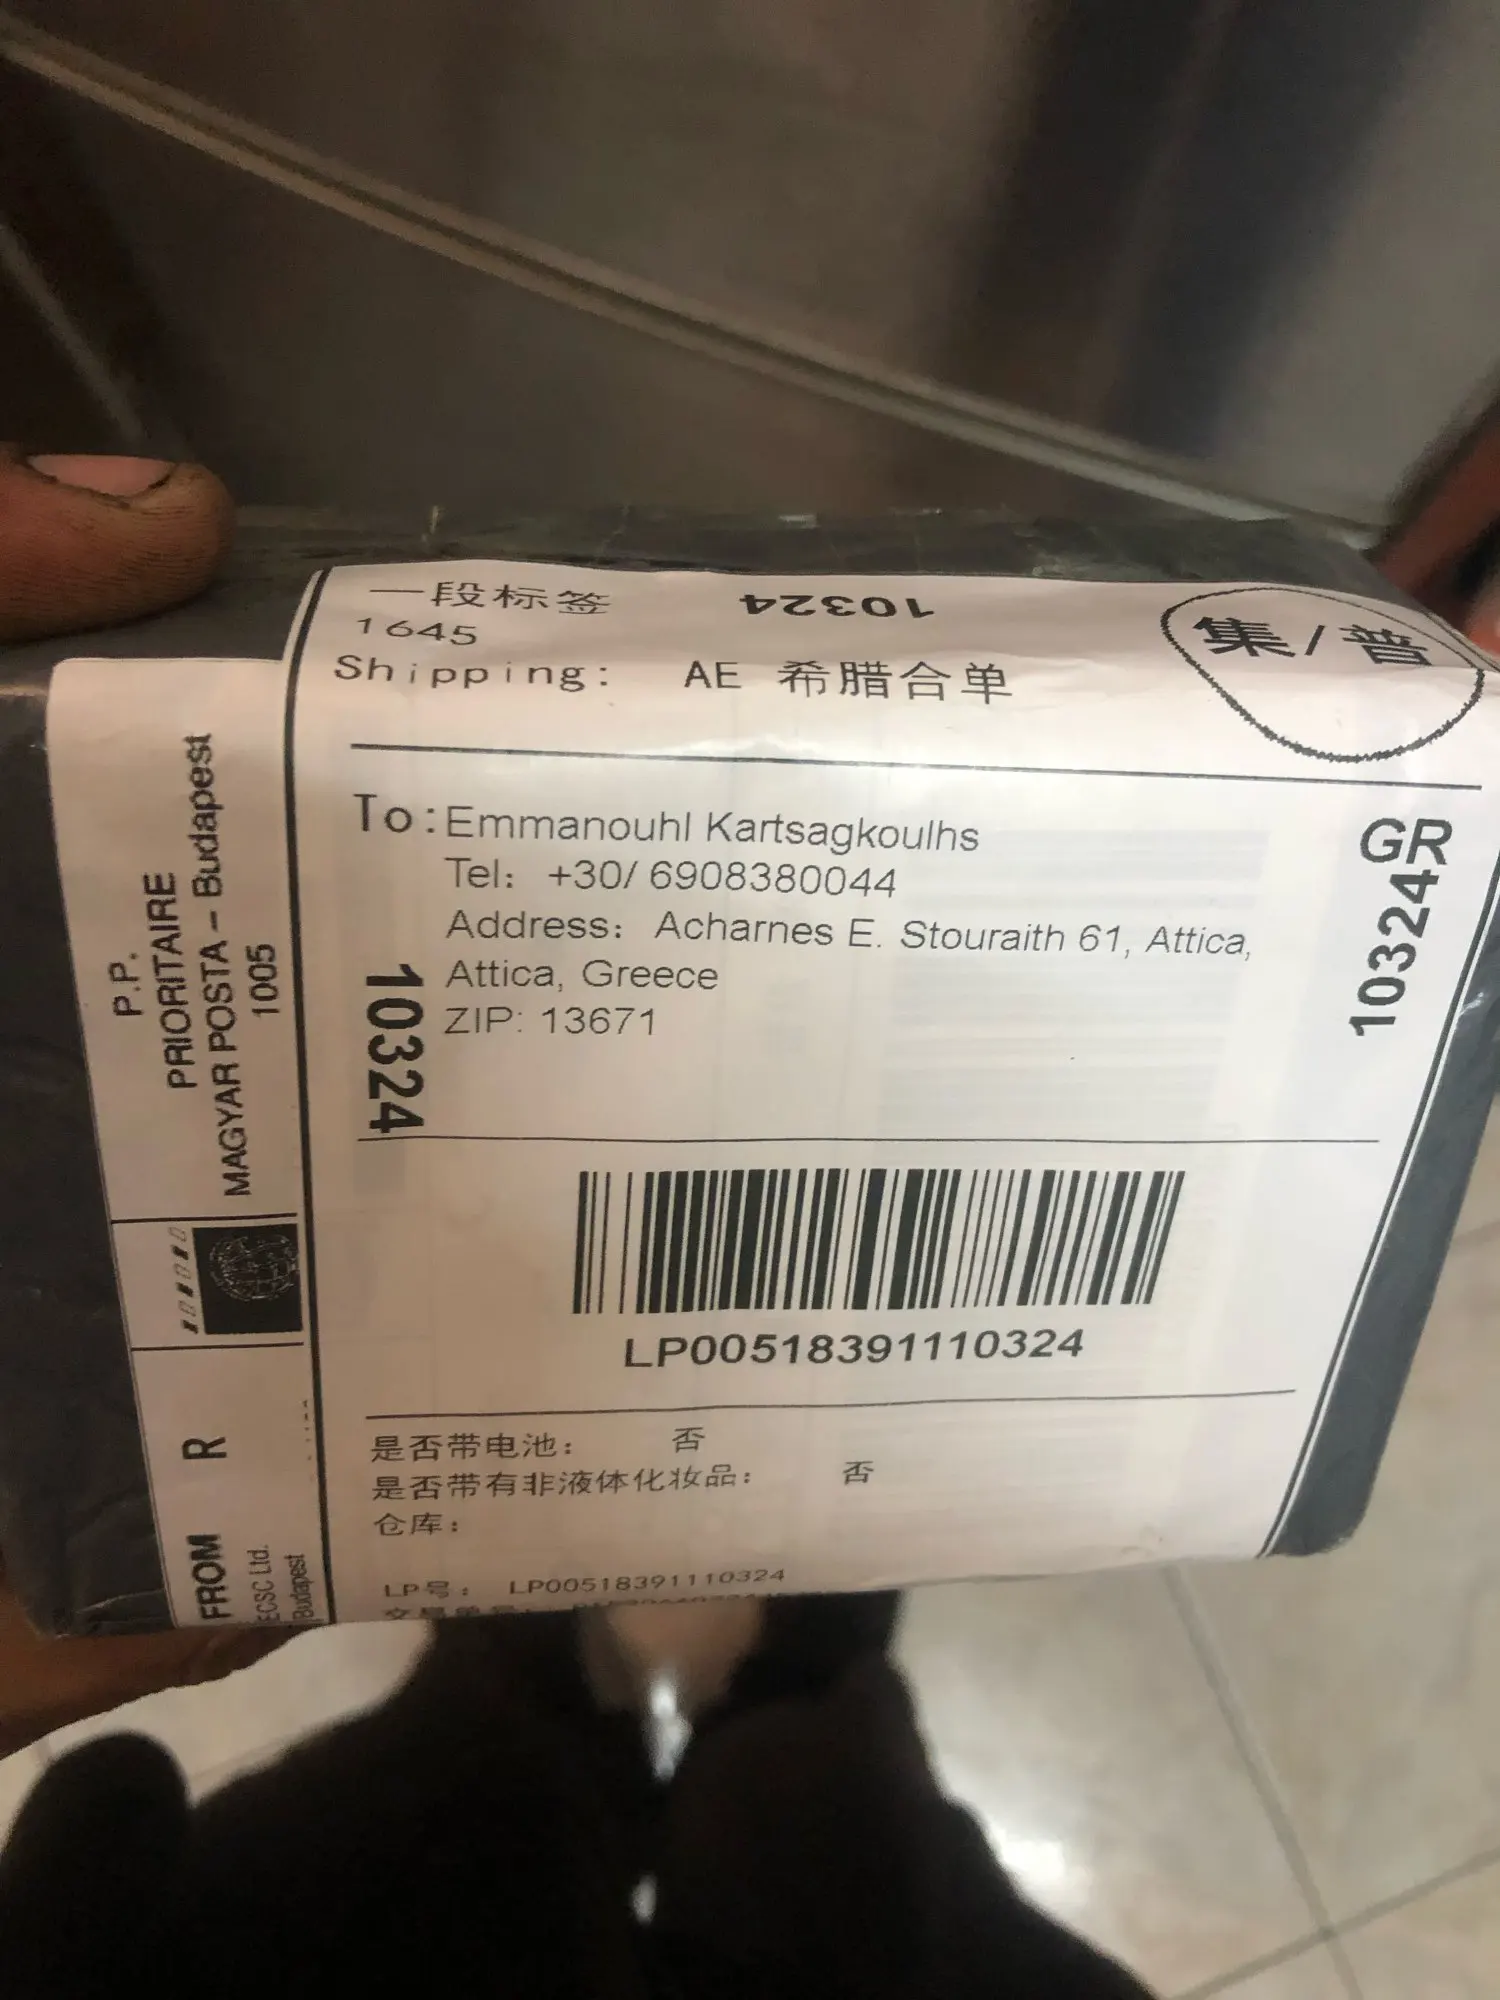 一段标签
10324
集/普
1645
Shipping: AE 希腊合单
To: Emmanouhl Kartsagkoulhs
Tel: +30/ 6908380044
Address: Acharnes E. Stouraith 61, Attica,
Attica, Greece
ZIP: 13671
10324
GR
10324
LP00518391110324
是否带电池: 否
是否带有非液体化妆品: 否
仓库:
LP号: LP00518391110324
P.P.
PRIORITAIRE
MAGYAR POSTA – Budapest
1005
FROM R
ECSC Ltd.
Budapest